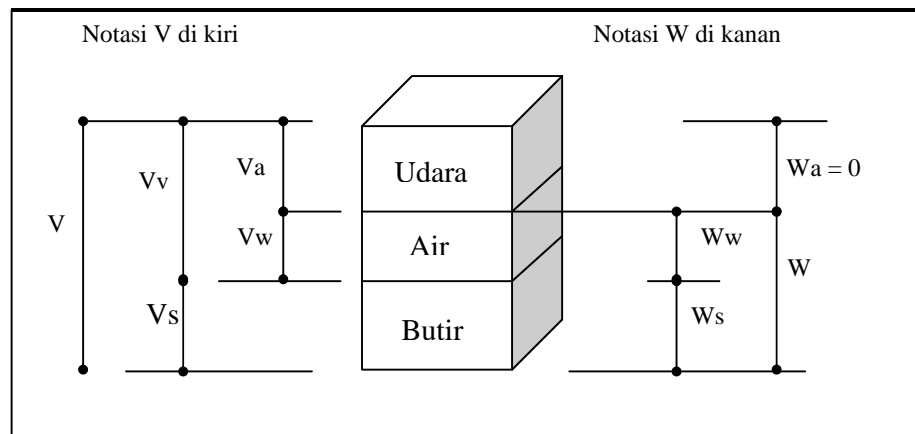 Notasi V di kiri
Notasi W di kanan
Va
Vv
Udara
Wa = 0
V
Vw
Air
Ww
W
Vs
Butir
Ws